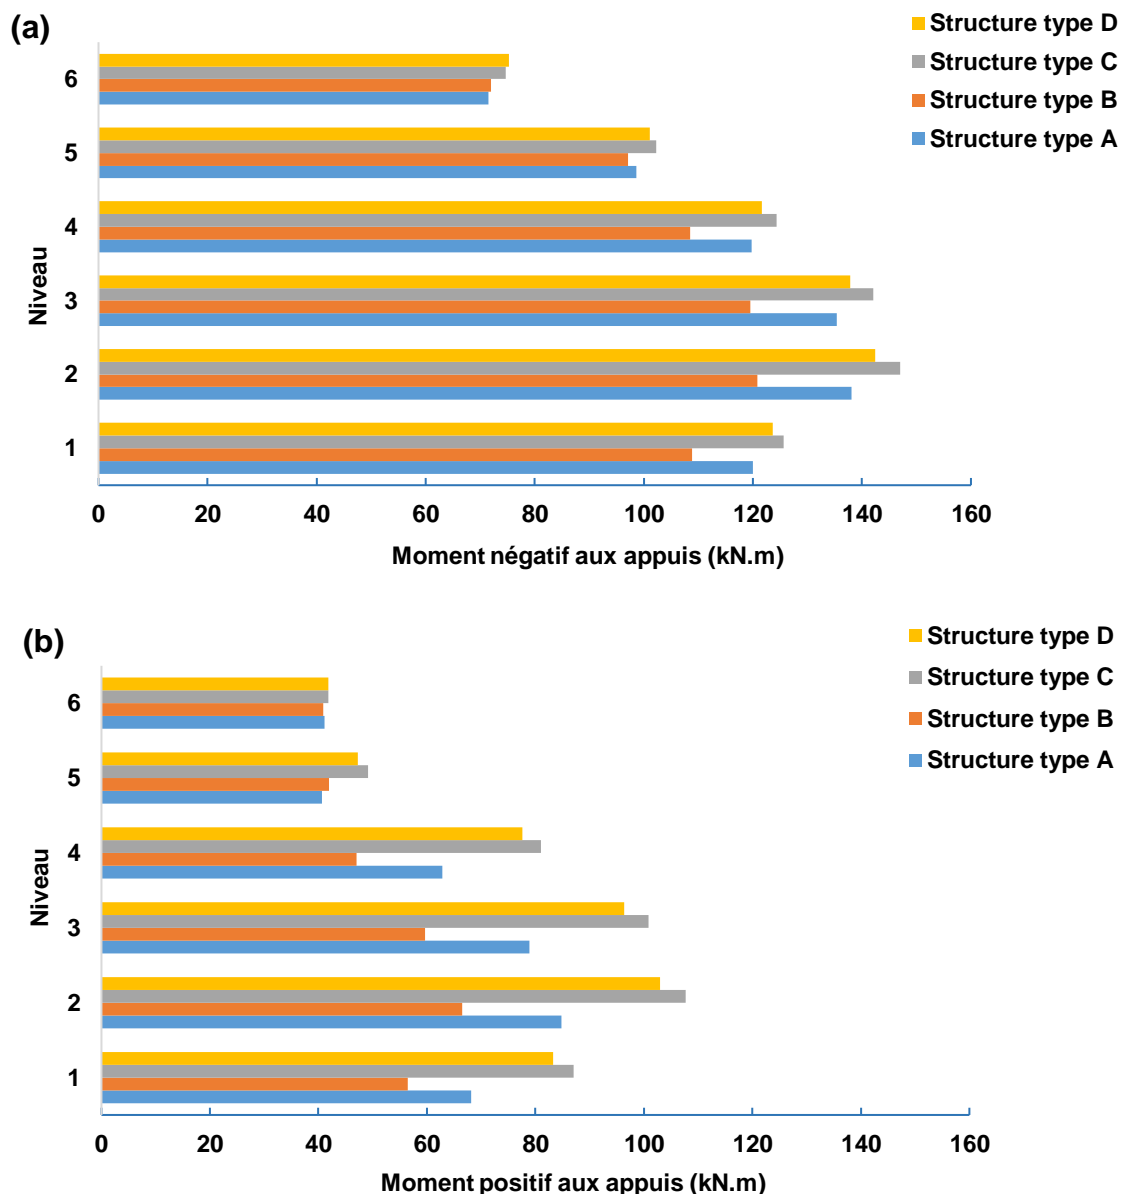 (a)
Structure type D
Structure type C
Structure type B
Structure type A
6
5
4
3
2
1
Niveau
0 20 40 60 80 100 120 140 160
Moment négatif aux appuis (kN.m)
(b)
Structure type D
Structure type C
Structure type B
Structure type A
6
5
4
3
2
1
Niveau
0 20 40 60 80 100 120 140 160
Moment positif aux appuis (kN.m)